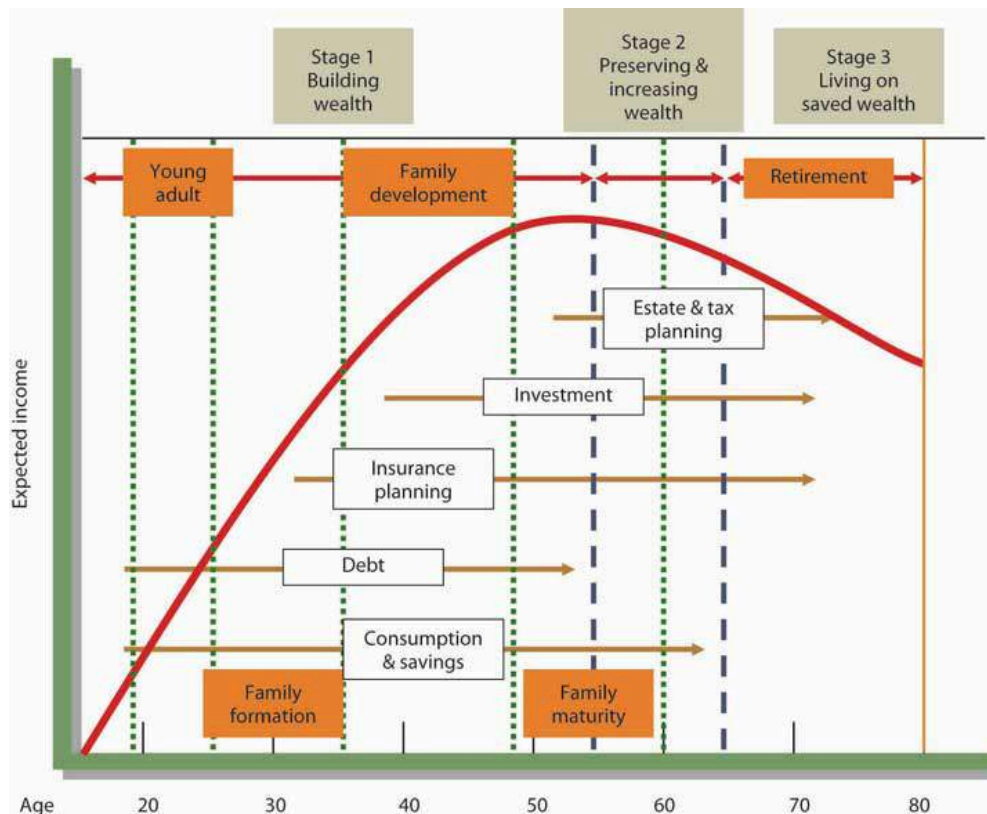 Stage 1
Building
wealth
Stage 2
Preserving &
increasing
wealth
Stage 3
Living on
saved wealth
Young
adult
Family
development
Retirement
Estate & tax
planning
Investment
Insurance
planning
Debt
Consumption
& savings
Family
formation
Family
maturity
Expected income
Age 20 30 40 50 60 70 80